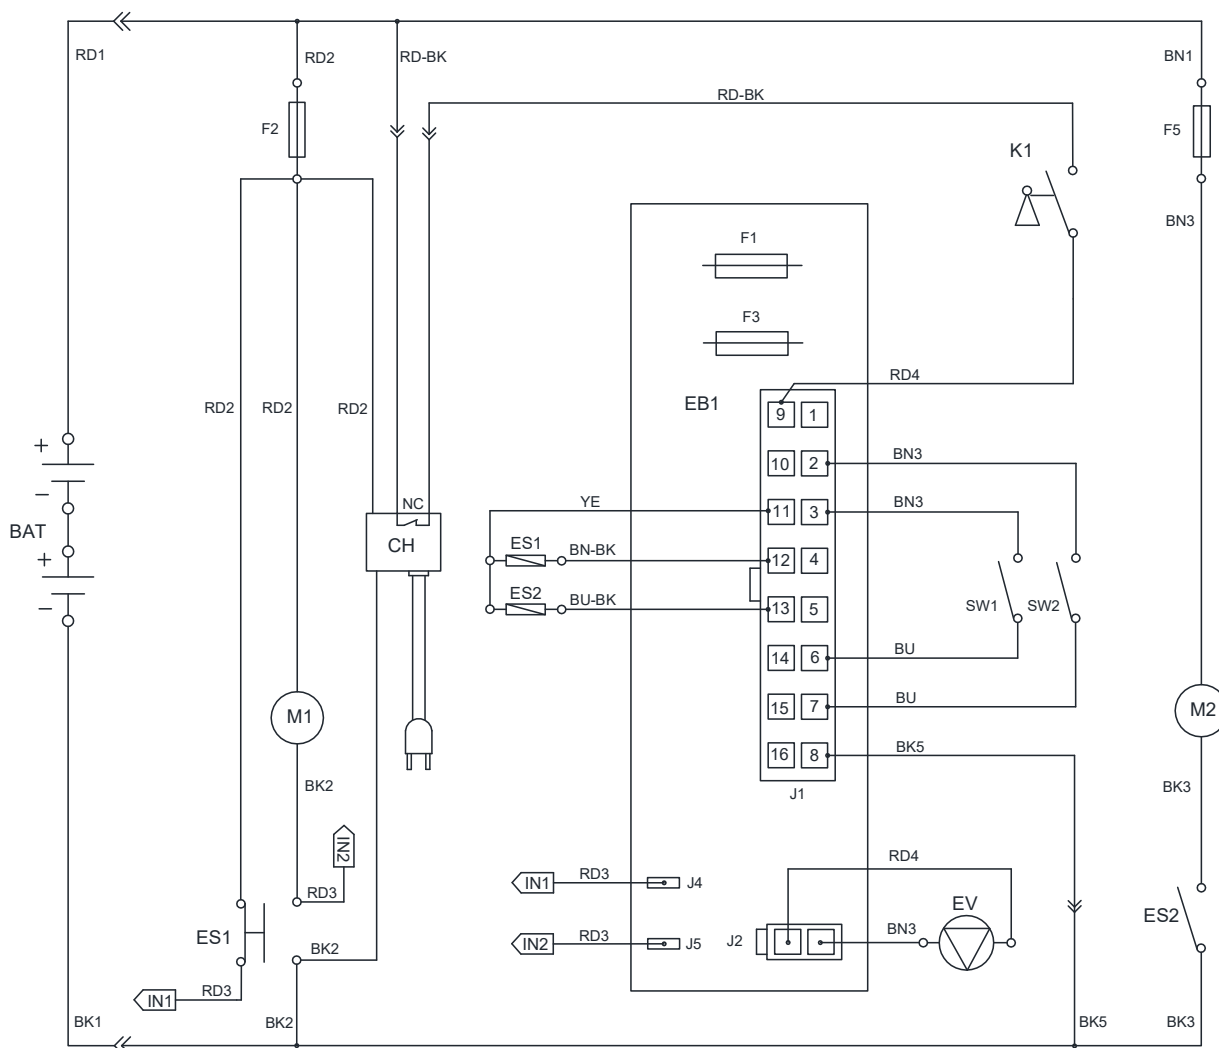 RD1
RD2
RD-BK
BN1
RD-BK
F2
F5
K1
BN3
F1
F3
RD4
EB1
RD2
RD2
RD2
9 1
+
10 2
BN3
−
NC
YE
11 3
BN3
BAT
CH
ES1
BN-BK
12 4
+
ES2
BU-BK
13 5
SW1
SW2
−
BU
14 6
BU
15 7
M1
M2
BK5
16 8
BK2
BK3
J1
IN2
RD4
IN1
RD3
J4
RD3
EV
ES2
ES1
BK2
IN2
RD3
J5
J2
BN3
IN1
RD3
BK1
BK2
BK5
BK3